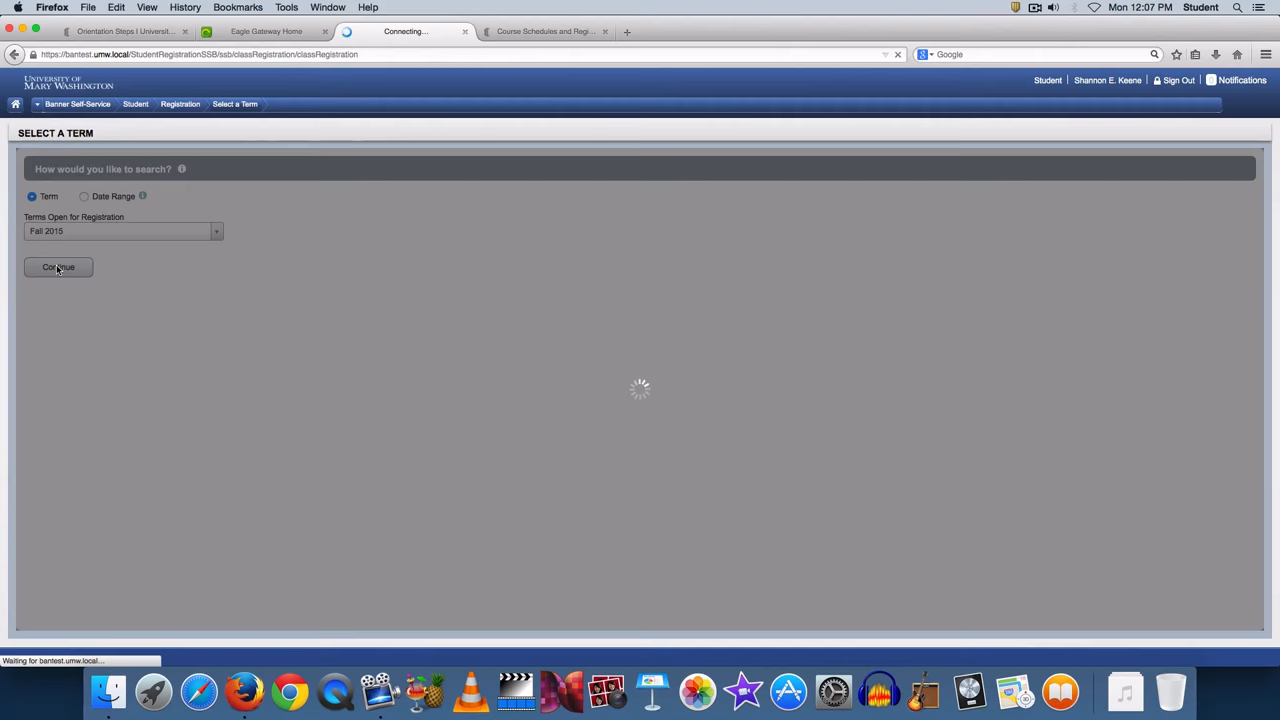 Firefox File Edit View History Bookmarks Tools Window Help Mon 12:07 PM Student
Orientation Steps | Universit... Eagle Gateway Home Connecting... Course Schedules and Regi...
https://bantest.umw.local/StudentRegistrationSSB/ssb/classRegistration/classRegistration Google
UNIVERSITY OF
MARY WASHINGTON
Student Shannon E. Keene Sign Out Notifications
Banner Self-Service Student Registration Select a Term
SELECT A TERM
How would you like to search?
Term Date Range
Terms Open for Registration
Fall 2015
Continue
Waiting for bantest.umw.local...